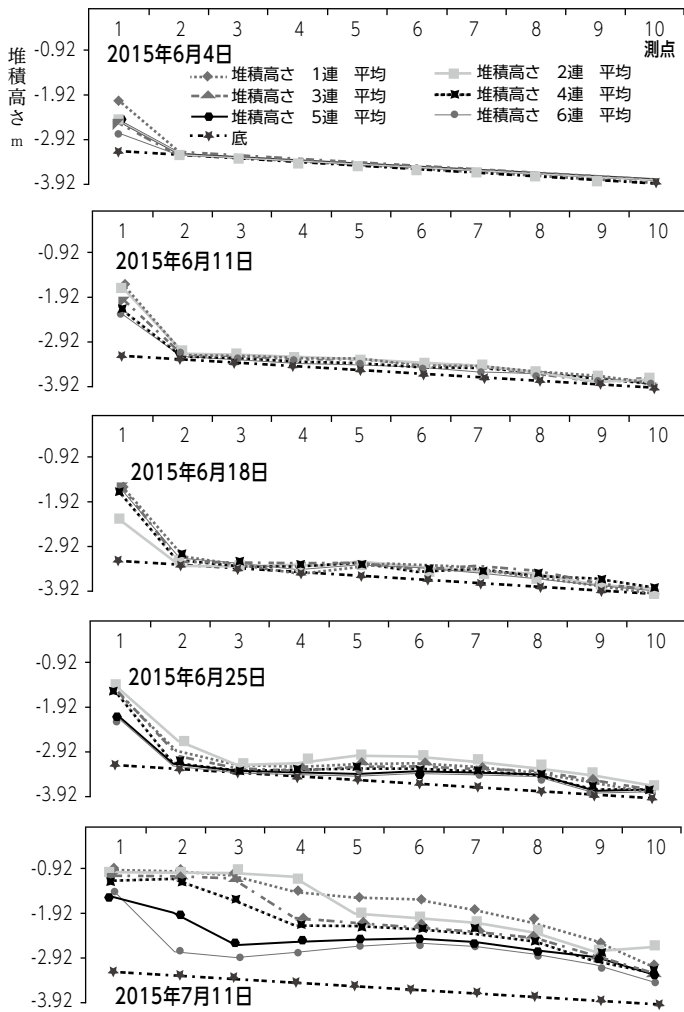 堆積高さ m
1 2 3 4 5 6 7 8 9 10
測点
-0.92
-1.92
-2.92
-3.92
2015年6月4日
堆積高さ 1連 平均
堆積高さ 2連 平均
堆積高さ 3連 平均
堆積高さ 4連 平均
堆積高さ 5連 平均
堆積高さ 6連 平均
底
1 2 3 4 5 6 7 8 9 10
-0.92
-1.92
-2.92
-3.92
2015年6月11日
1 2 3 4 5 6 7 8 9 10
-0.92
-1.92
-2.92
-3.92
2015年6月18日
1 2 3 4 5 6 7 8 9 10
-0.92
-1.92
-2.92
-3.92
2015年6月25日
1 2 3 4 5 6 7 8 9 10
-0.92
-1.92
-2.92
-3.92
2015年7月11日